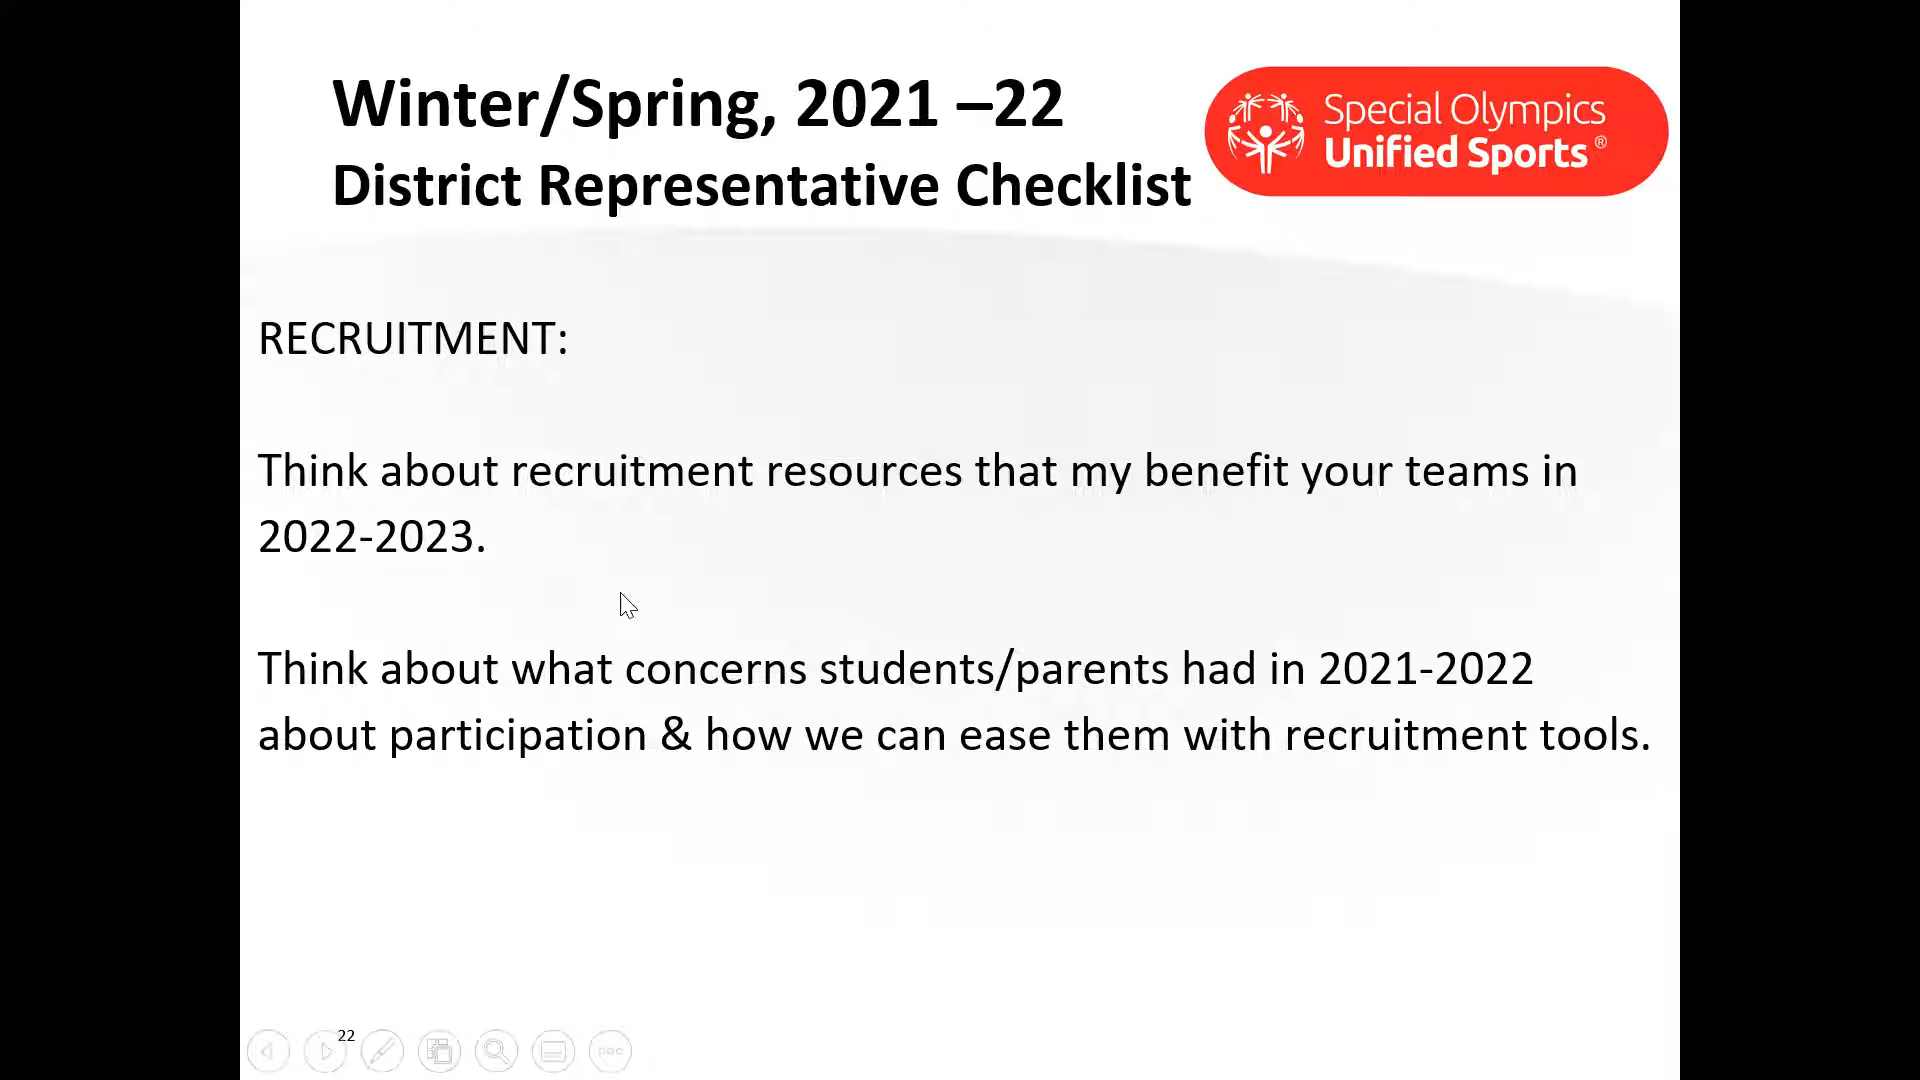 Winter/Spring, 2021 –22
District Representative Checklist
Special Olympics
Unified Sports ®
RECRUITMENT:
Think about recruitment resources that my benefit your teams in
2022-2023.
Think about what concerns students/parents had in 2021-2022
about participation & how we can ease them with recruitment tools.
22